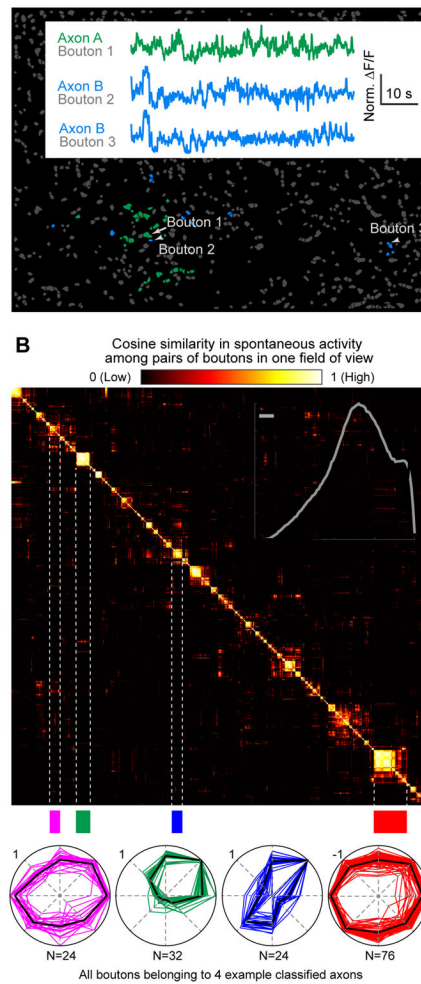 Axon A
Bouton 1
Axon B
Bouton 2
Axon B
Bouton 3
Norm. ΔF/F
10 s
Bouton 1
Bouton 2
Bouton 3
B
Cosine similarity in spontaneous activity
among pairs of boutons in one field of view
0 (Low)
1 (High)
1
1
1
-1
N=24
N=32
N=24
N=76
All boutons belonging to 4 example classified axons